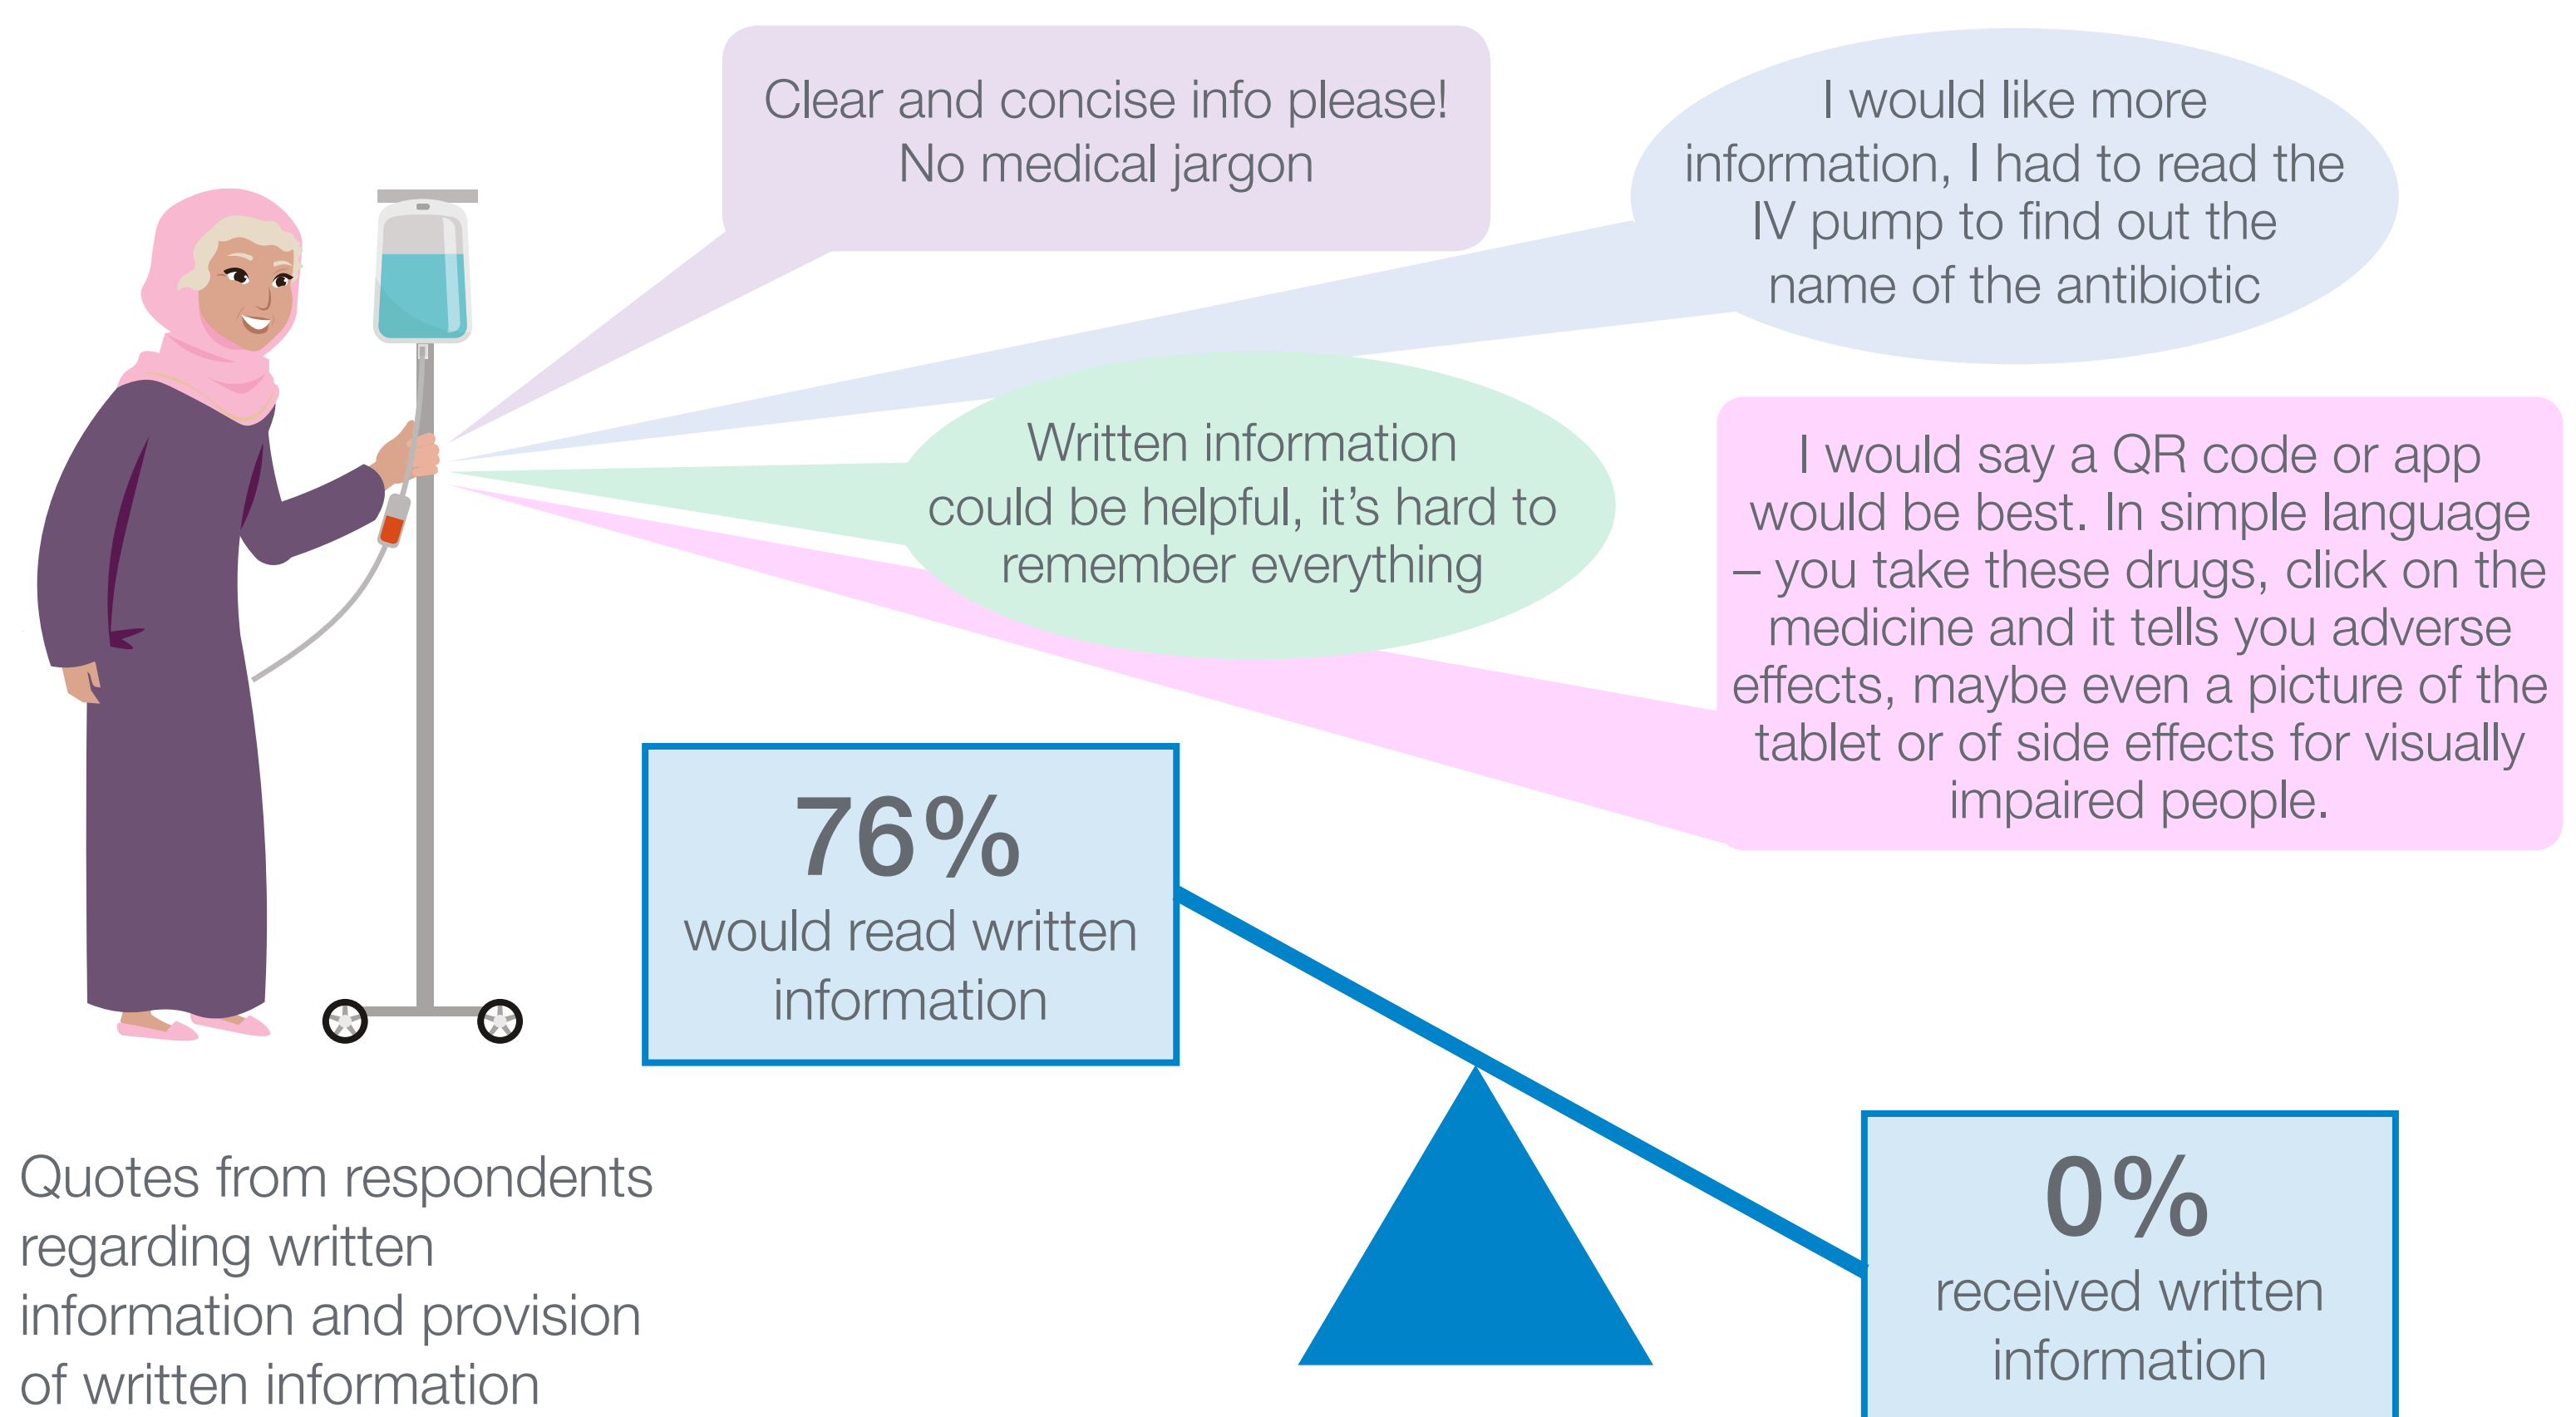 Clear and concise info please!
No medical jargon
I would like more
information, I had to read the
IV pump to find out the
name of the antibiotic
Written information
could be helpful, it’s hard to
remember everything
I would say a QR code or app
would be best. In simple language
– you take these drugs, click on the
medicine and it tells you adverse
effects, maybe even a picture of the
tablet or of side effects for visually
impaired people.
76%
would read written
information
0%
received written
information
Quotes from respondents
regarding written
information and provision
of written information